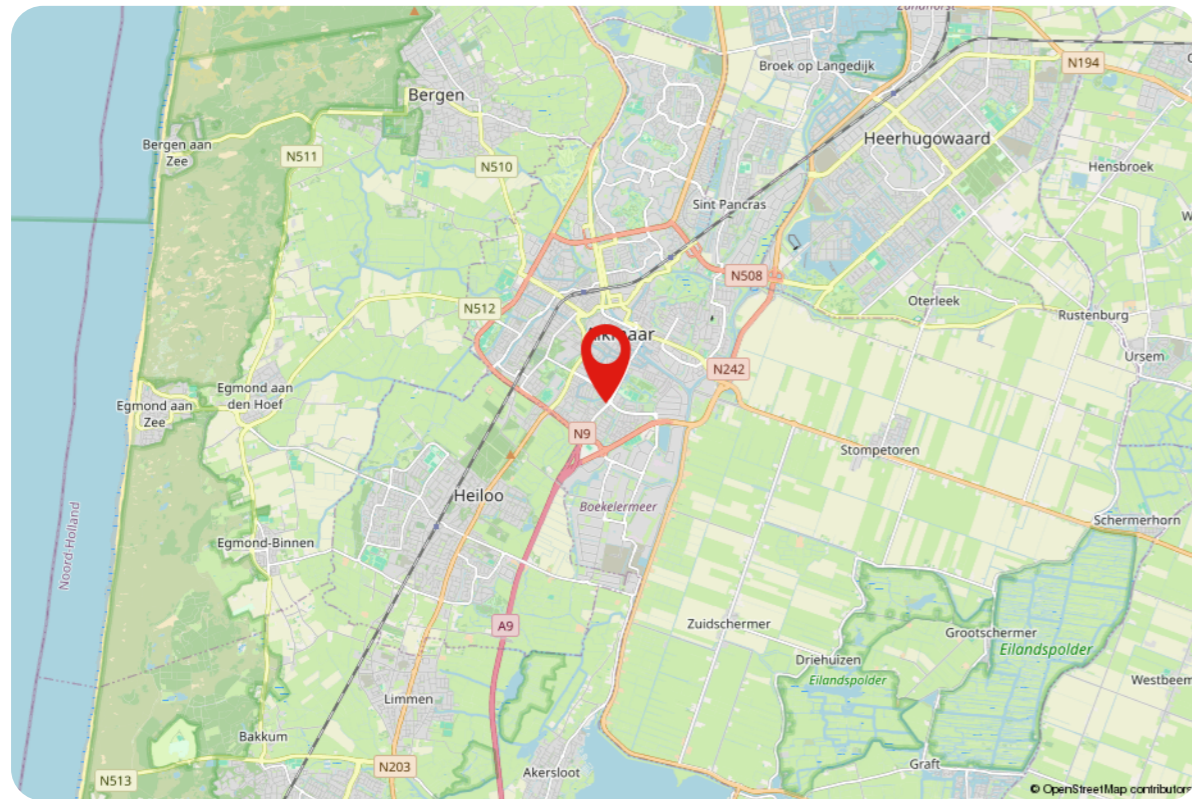 Zandhorst
Broek op Langedijk
N194
Bergen
Heerhugowaard
Bergen aan
Zee
N511
N510
Hensbroek
Sint Pancras
N508
Oterleek
N512
Rustenburg
Alkmaar
Ursem
N242
Egmond aan
den Hoef
Egmond aan
Zee
N9
Stompetoren
Heiloo
Boekelermeer
Schermerhorn
Noord-Holland
Egmond-Binnen
A9
Zuidschermer
Grootschermer
Eilandspolder
Driehuizen
Eilandspolder
Westbeem
Limmen
Bakkum
N203
Graft
Akersloot
N513
© OpenStreetMap contributors